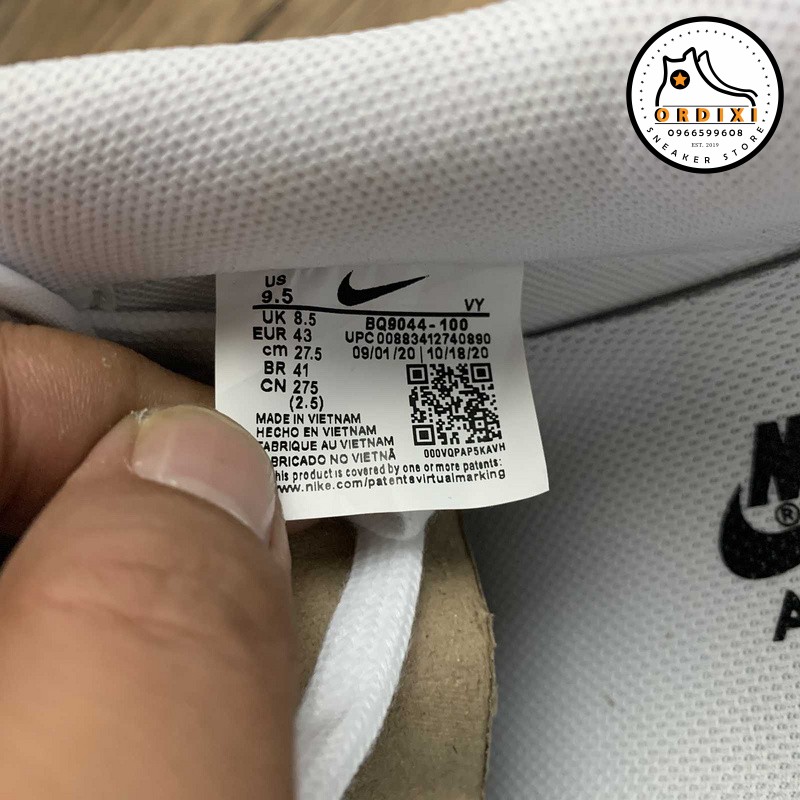 ORDIXI
0966599608
EST. 2019
SNEAKER STORE
US
9.5
VY
UK 8.5
BQ9044-100
EUR 43
UPC 00883412740890
cm 27.5
09/01/20 | 10/18/20
BR 41
CN 275
(2.5)
MADE IN VIETNAM
HECHO EN VIETNAM
FABRIQUE AU VIETNAM
ABRICADO NO VIETNÃ
000VQPAP5KAVH
his product is covered by one or more patents:
www.nike.com/patentsvirtualmarking
N
®
A